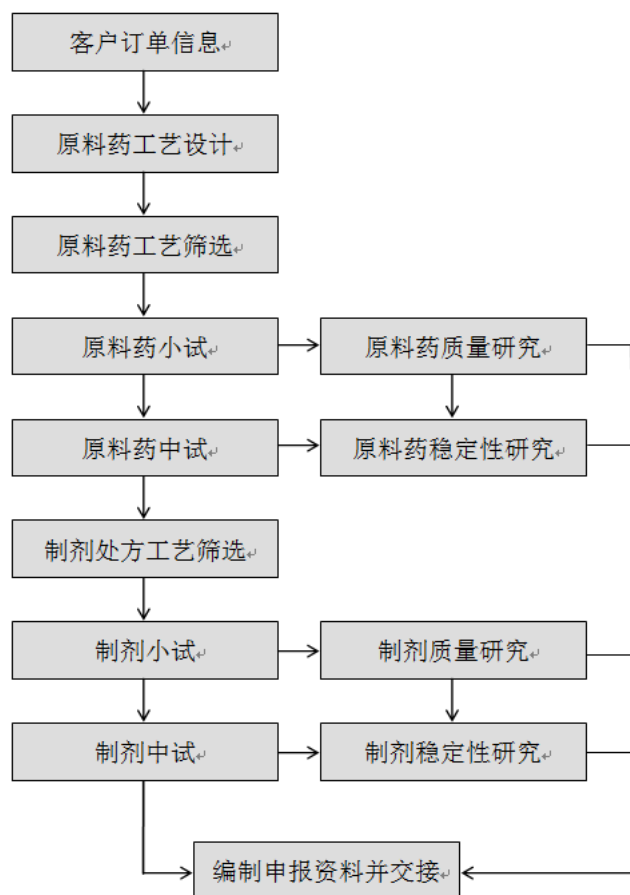 客户订单信息
原料药工艺设计
原料药工艺筛选
原料药小试
原料药质量研究
原料药中试
原料药稳定性研究
制剂处方工艺筛选
制剂小试
制剂质量研究
制剂中试
制剂稳定性研究
编制申报资料并交接